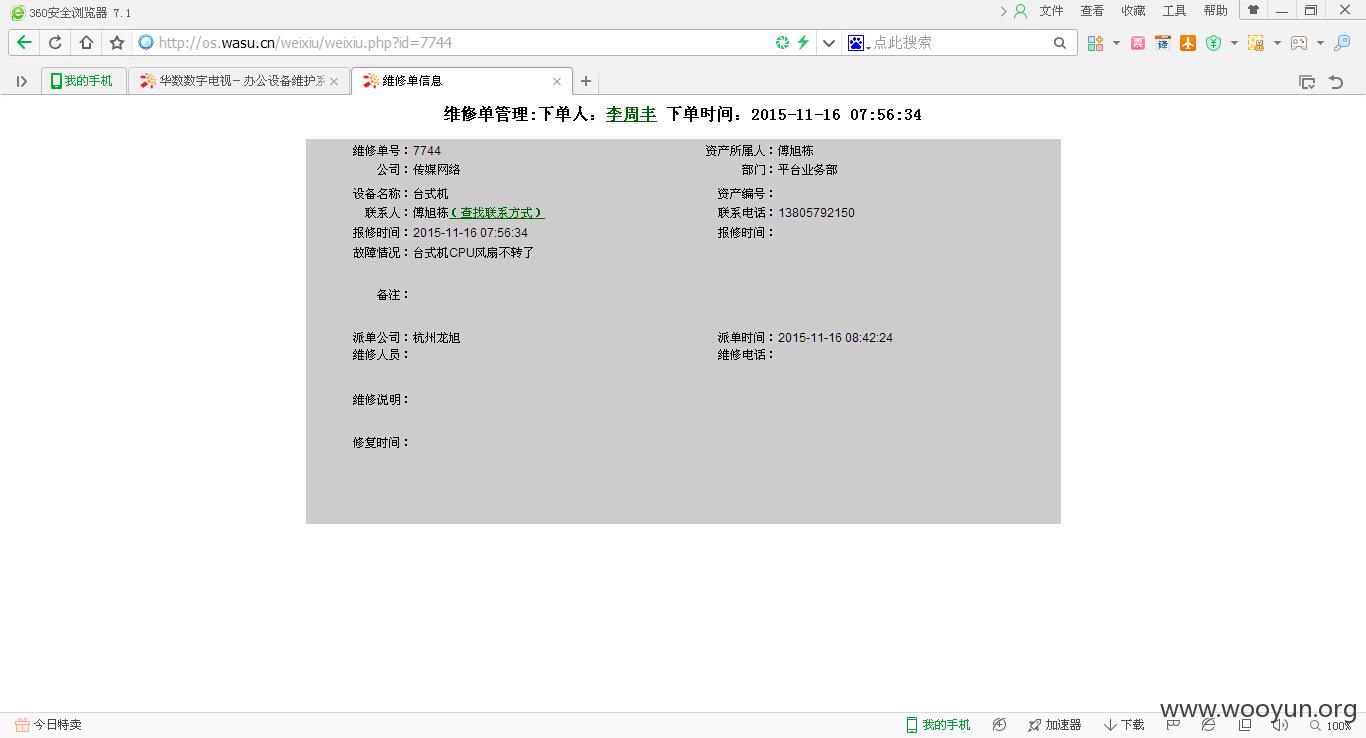 360安全浏览器 7.1 文件 查看 收藏 工具 帮助
http://os.wasu.cn/weixiu/weixiu.php?id=7744 点此搜索
我的手机 华数数字电视-办公设备维护系 维修单信息
维修单管理:下单人：李周丰 下单时间：2015-11-16 07:56:34
维修单号：7744 资产所属人：傅旭栋
公司：传媒网络 部门：平台业务部
设备名称：台式机 资产编号：
联系人：傅旭栋（查找联系方式） 联系电话：13805792150
报修时间：2015-11-16 07:56:34 报修时间：
故障情况：台式机CPU风扇不转了
备注：
派单公司：杭州龙旭 派单时间：2015-11-16 08:42:24
维修人员： 维修电话：
维修说明：
修复时间：
www.wooyun.org
今日特卖 我的手机 加速器 下载 100%